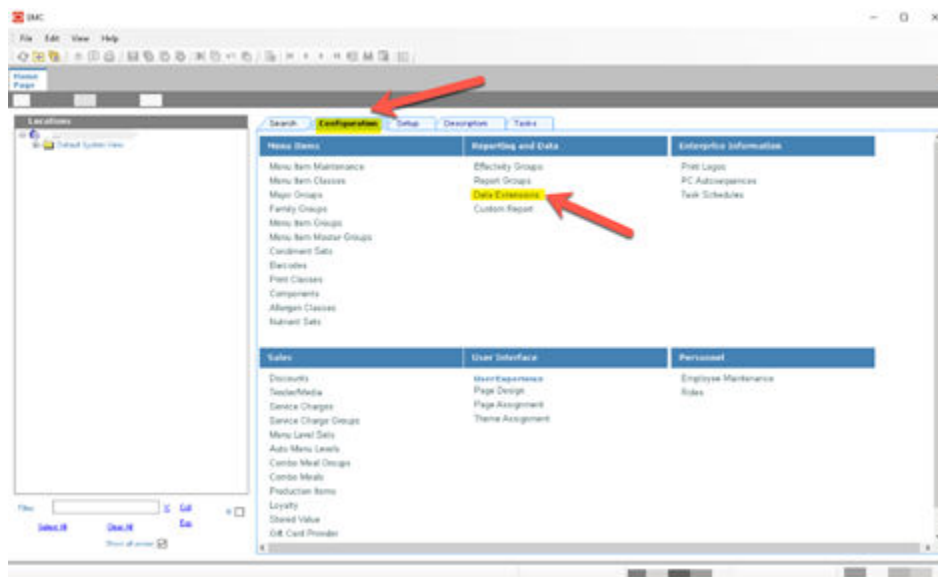 EMC
File Edit View Help
Home Page
Locations
Default System View
Search Configuration Setup Description Tasks
Menu Items
Menu Item Maintenance
Menu Item Classes
Major Groups
Family Groups
Menu Item Groups
Menu Item Master Groups
Condiment Sets
Barcodes
Print Classes
Components
Allergen Classes
Nutrient Sets
Reporting and Data
Effectivity Groups
Report Groups
Data Extensions
Custom Report
Enterprise Information
Print Logos
PC Autosequences
Task Schedules
Sales
Discounts
Tender/Media
Service Charges
Service Charge Groups
Menu Level Sets
Auto Menu Levels
Combo Meal Groups
Combo Meals
Production Items
Loyalty
Stored Value
Gift Card Provider
User Interface
User Experience
Page Design
Page Assignment
Theme Assignment
Personnel
Employee Maintenance
Roles
Filter
Select All
Clear All
Exp